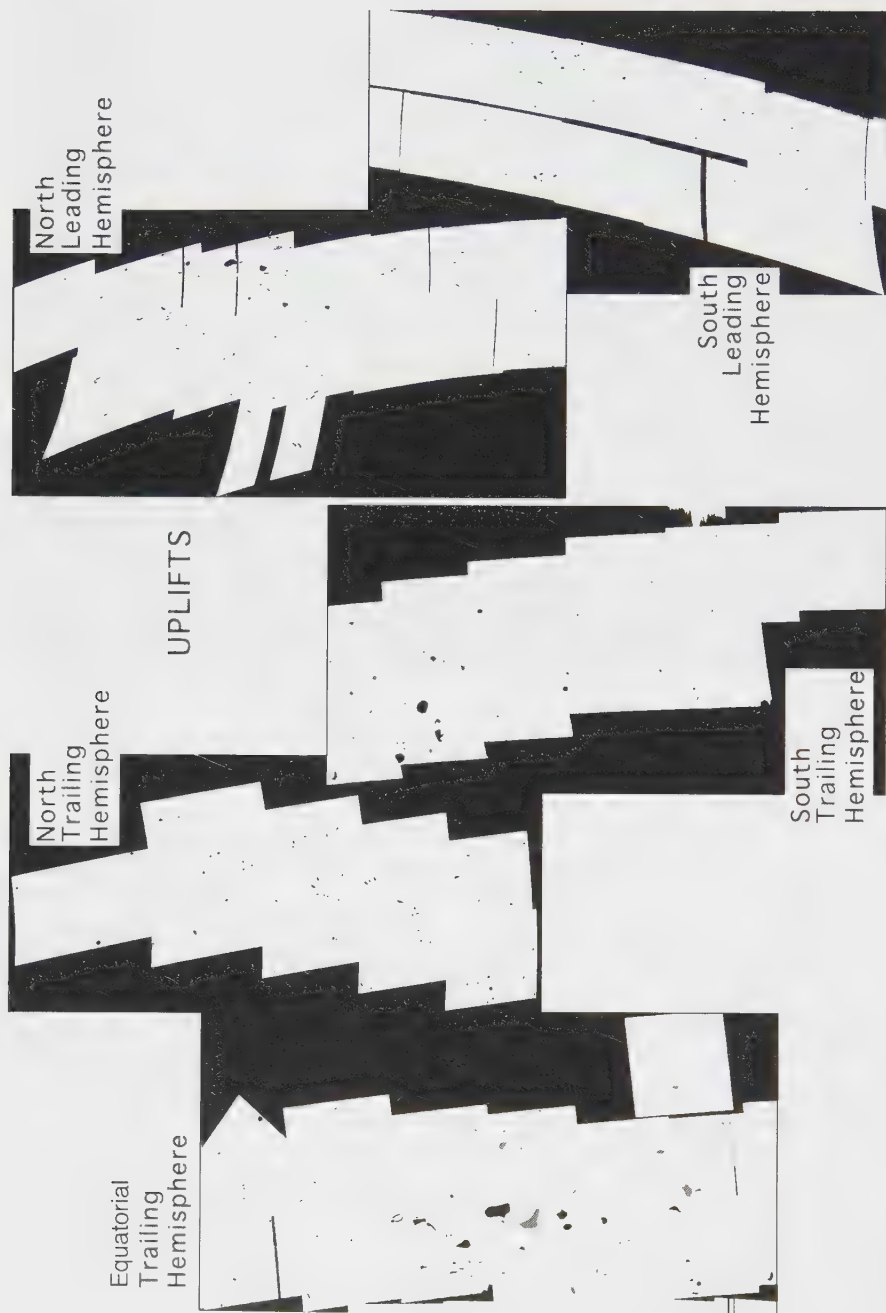 UPLIFTS
North
Leading
Hemisphere
South
Leading
Hemisphere
North
Trailing
Hemisphere
South
Trailing
Hemisphere
Equatorial
Trailing
Hemisphere